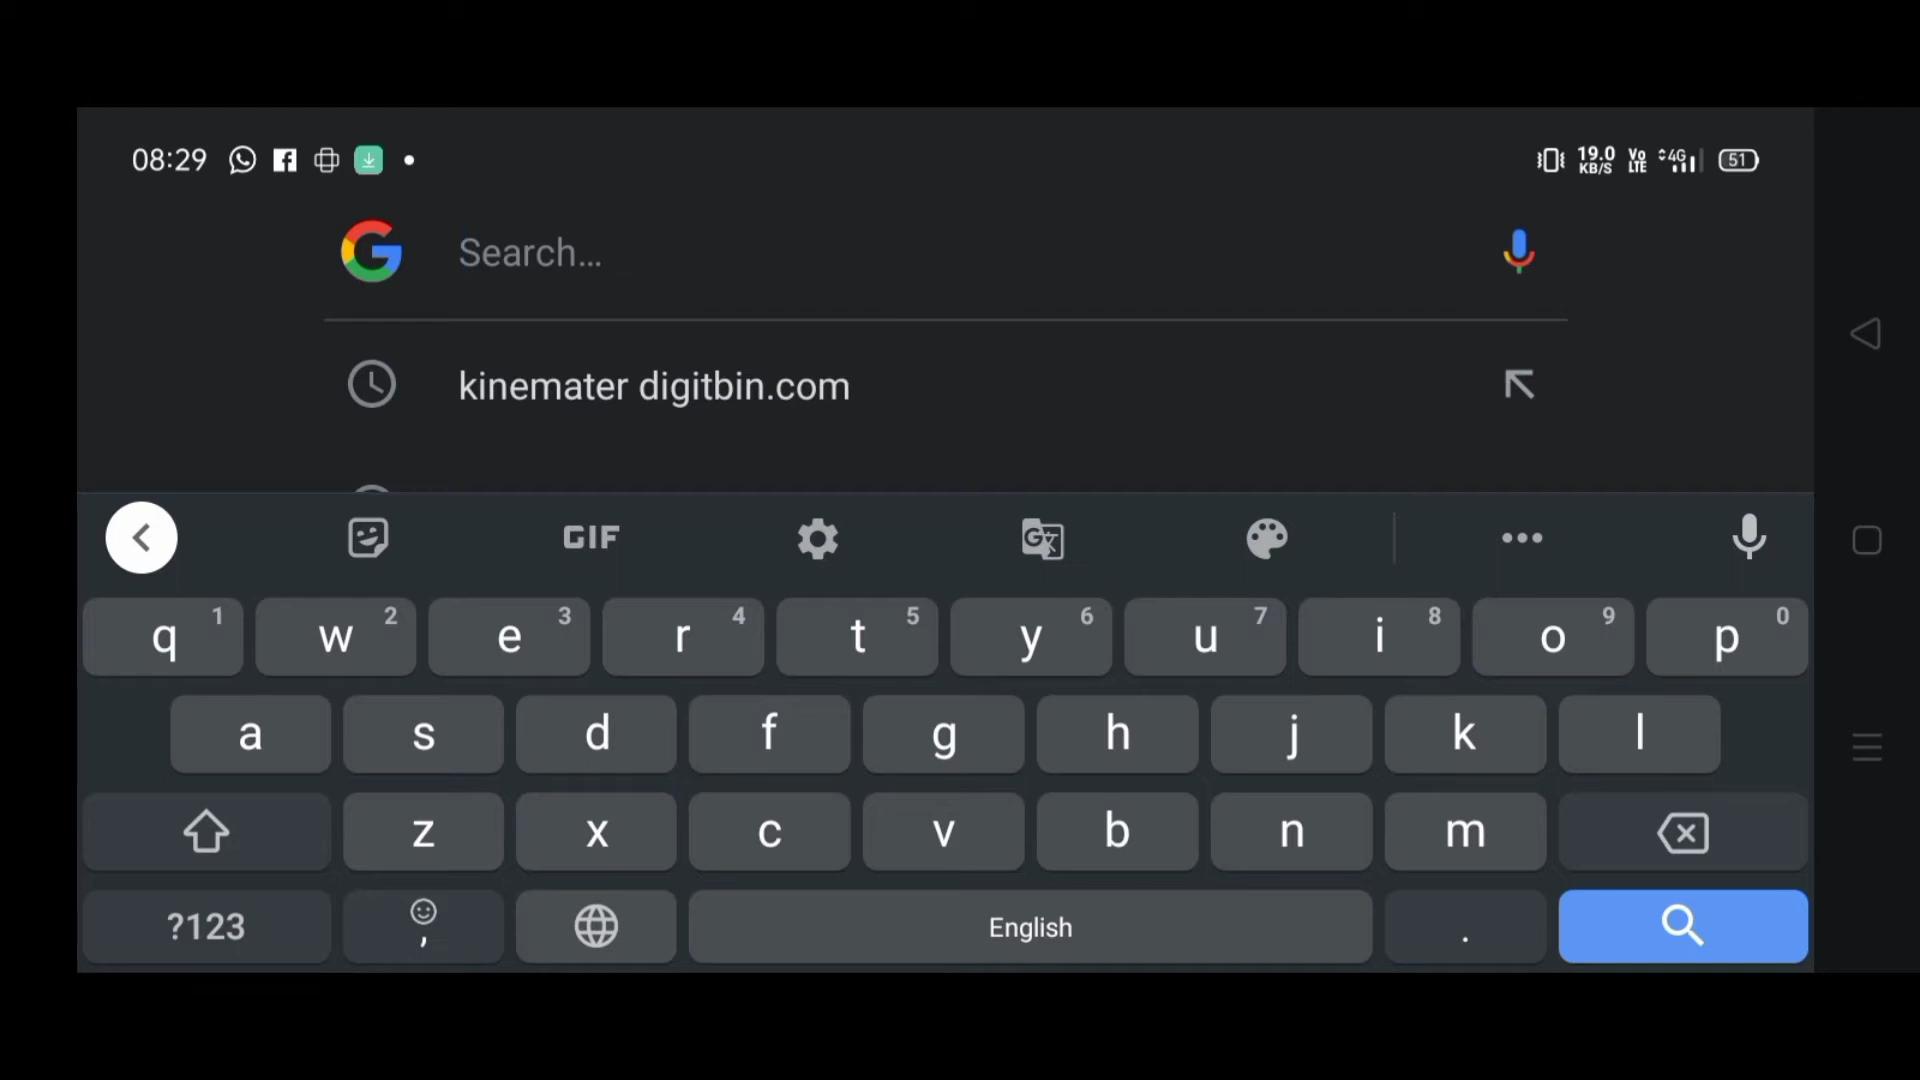 08:29 19.0 KB/S Vo LTE 4G 51
Search...
kinemater digitbin.com
GIF
q 1 w 2 e 3 r 4 t 5 y 6 u 7 i 8 o 9 p 0
a s d f g h j k l
z x c v b n m
?123 , English .